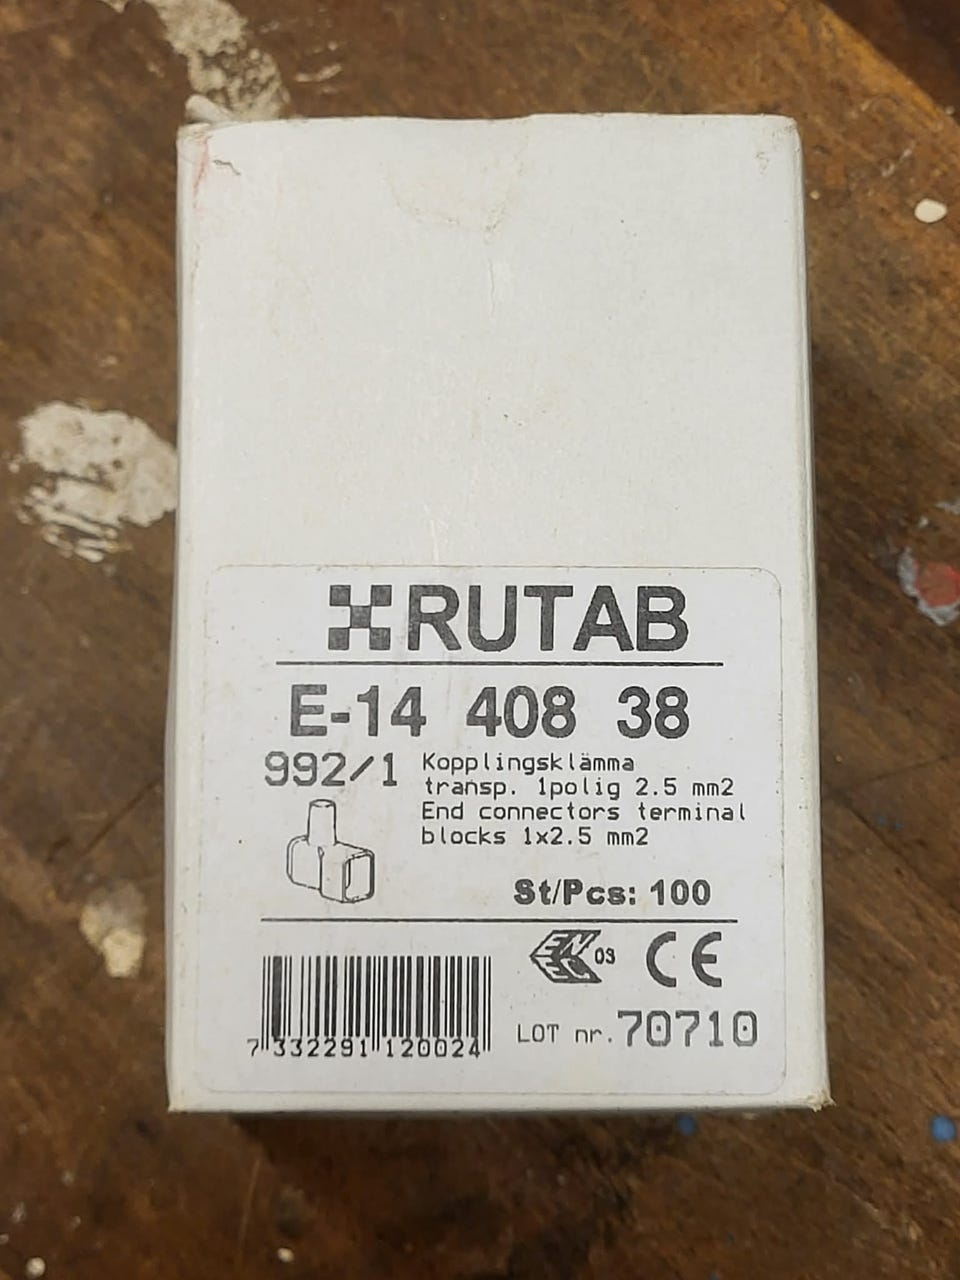 RUTAB
E-14 408 38
992/1
Kopplingsklämma
transp. 1polig 2.5 mm2
End connectors terminal
blocks 1x2.5 mm2
St/Pcs: 100
ENEC 03 CE
7 332291 120024
LOT nr. 70710